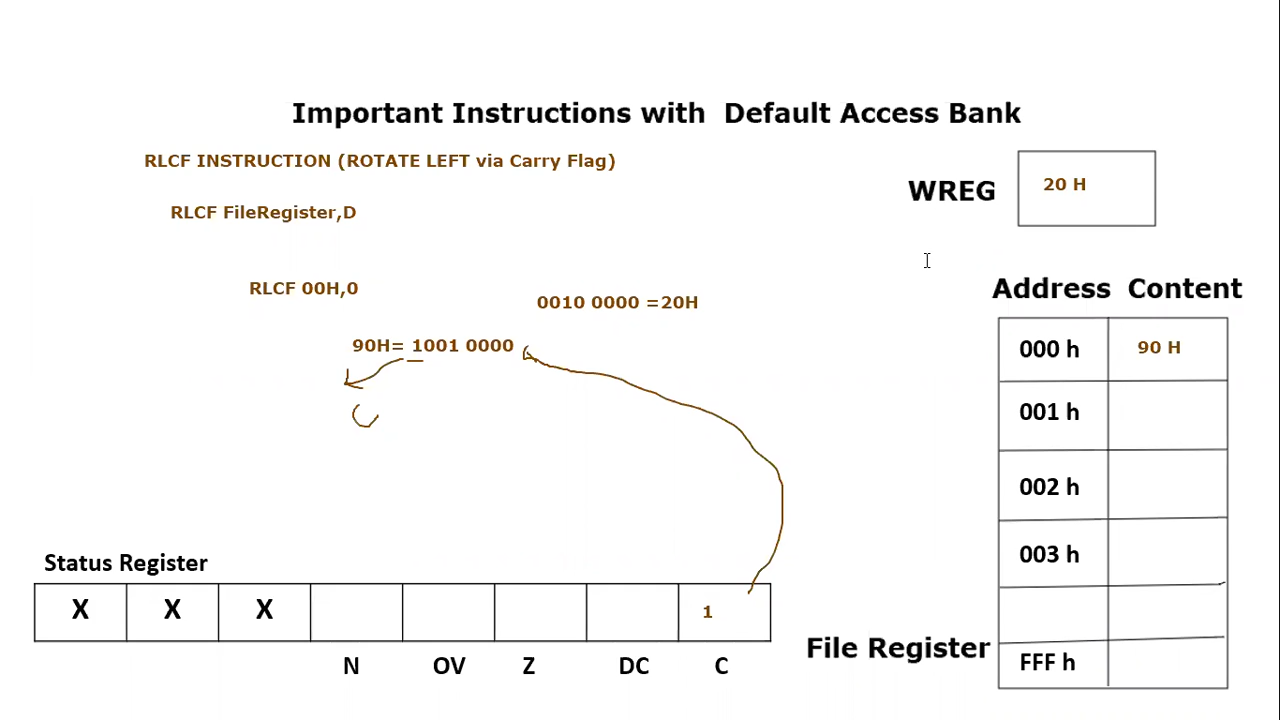 Important Instructions with Default Access Bank
RLCF INSTRUCTION (ROTATE LEFT via Carry Flag)
RLCF FileRegister,D
WREG 20 H
RLCF 00H,0
0010 0000 =20H
90H= 1001 0000
C
Address Content
000 h 90 H
001 h
002 h
003 h
FFF h
File Register
Status Register
X X X 1
N OV Z DC C